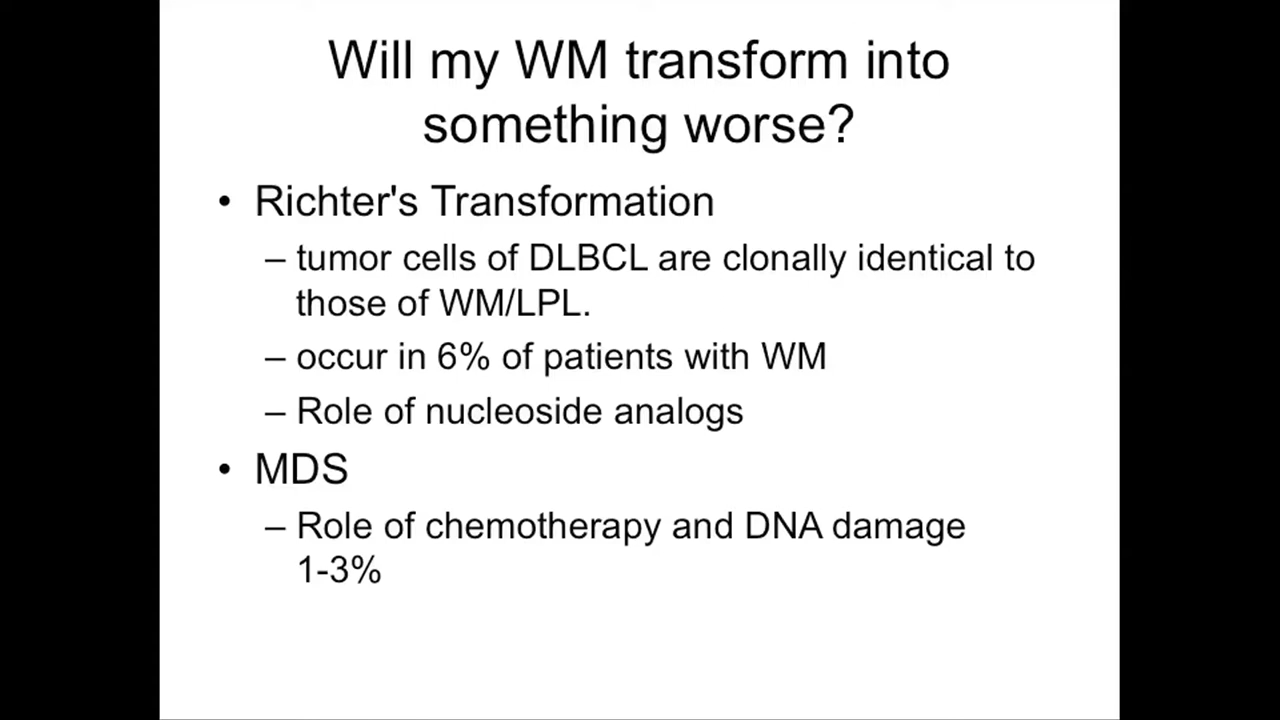 Will my WM transform into
something worse?
• Richter's Transformation
– tumor cells of DLBCL are clonally identical to
those of WM/LPL.
– occur in 6% of patients with WM
– Role of nucleoside analogs
• MDS
– Role of chemotherapy and DNA damage
1-3%